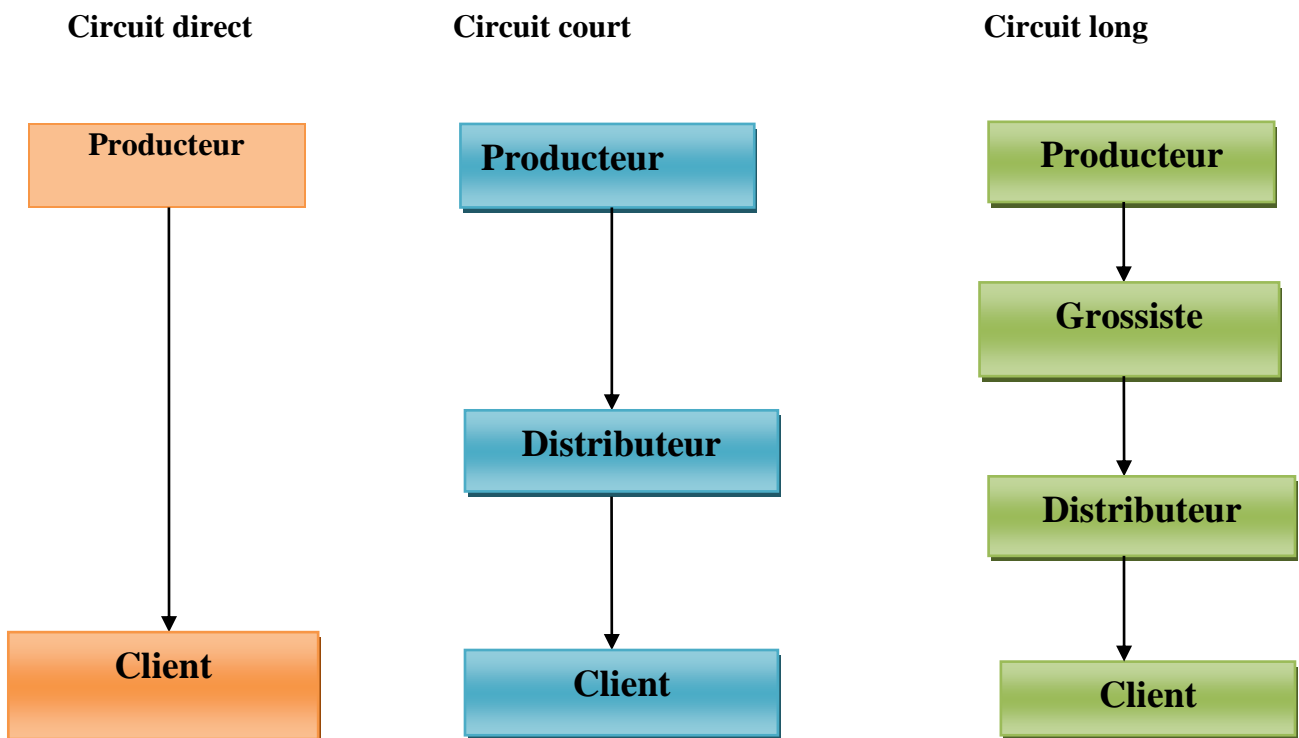 Circuit direct
Circuit court
Circuit long
Producteur
Client
Producteur
Distributeur
Client
Producteur
Grossiste
Distributeur
Client